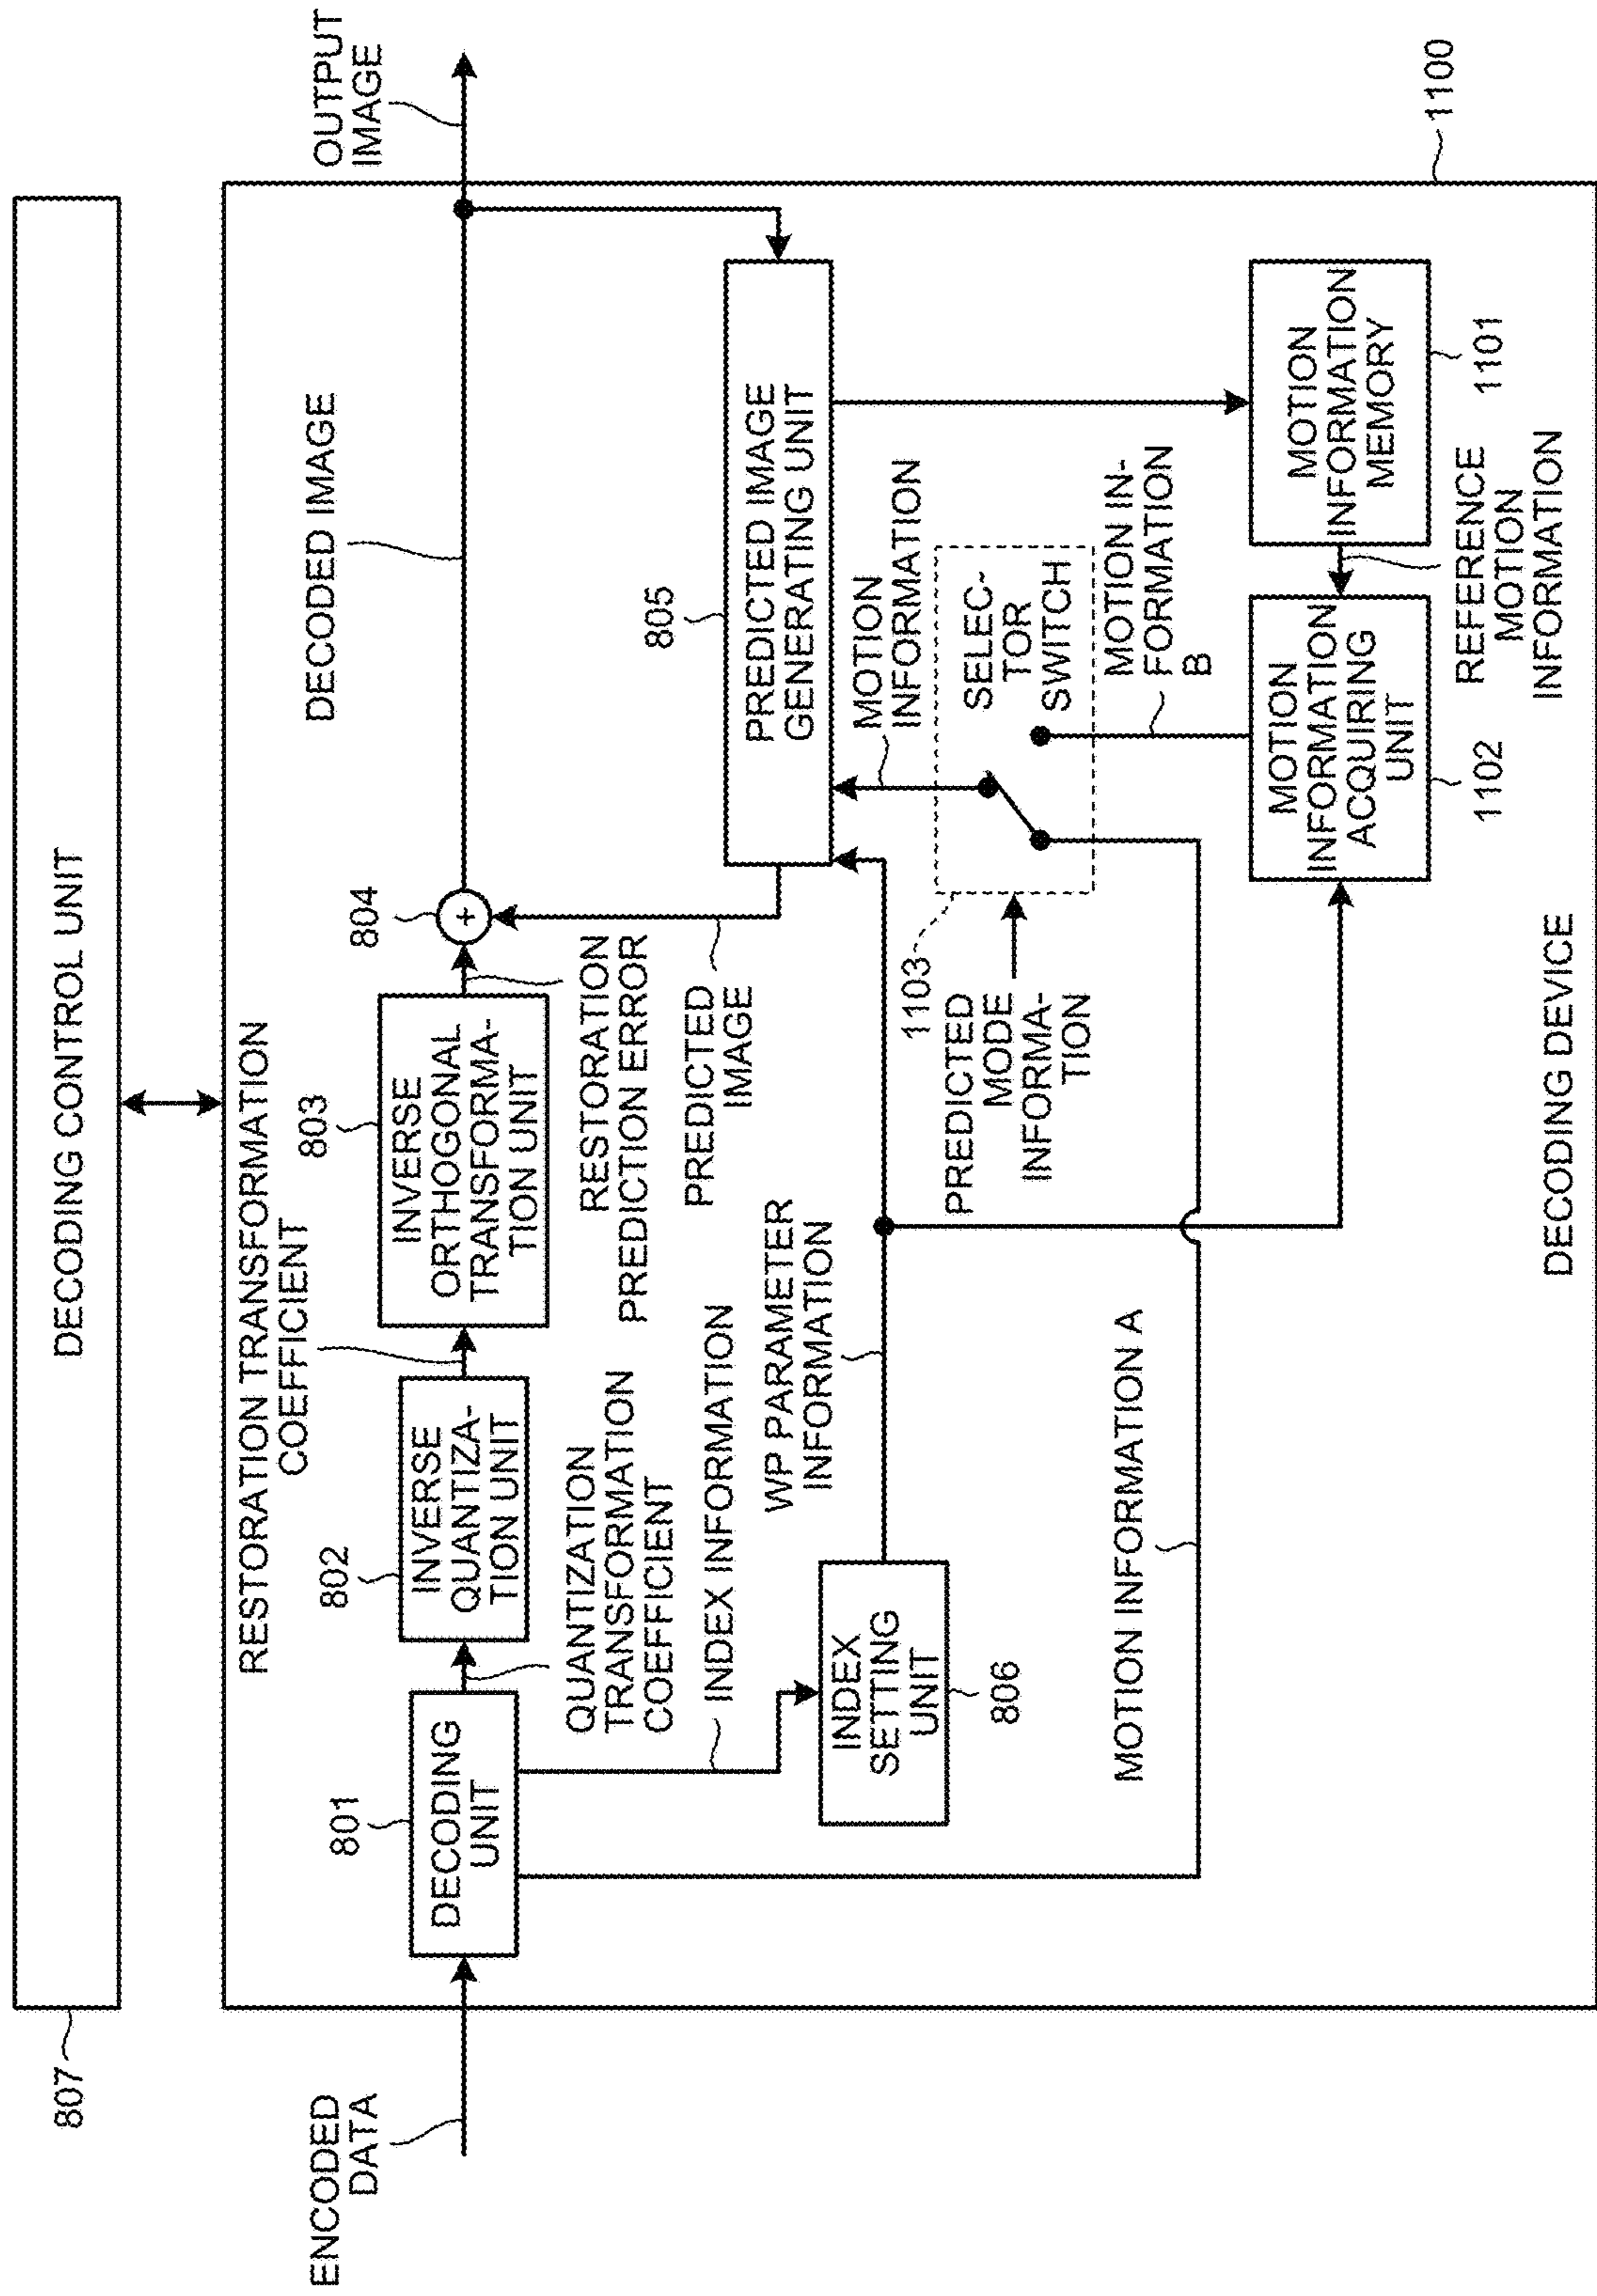 DECODING CONTROL UNIT
807
ENCODED
DATA
OUTPUT
IMAGE
1100
RESTORATION TRANSFORMATION
COEFFICIENT
801
DECODING
UNIT
802
INVERSE
QUANTIZA-
TION UNIT
803
INVERSE
ORTHOGONAL
TRANSFORMA-
TION UNIT
804
+
DECODED IMAGE
QUANTIZATION
TRANSFORMATION
COEFFICIENT
RESTORATION
PREDICTION ERROR
PREDICTED
IMAGE
805
PREDICTED IMAGE
GENERATING UNIT
INDEX INFORMATION
INDEX
SETTING
UNIT
806
WP PARAMETER
INFORMATION
MOTION
INFORMATION
1103
PREDICTED
MODE
INFORMA-
TION
SELEC-
TOR
SWITCH
MOTION INFORMATION A
MOTION IN-
FORMATION
B
MOTION
INFORMATION
ACQUIRING
UNIT
1102
MOTION
INFORMATION
MEMORY
1101
REFERENCE
MOTION
INFORMATION
DECODING DEVICE